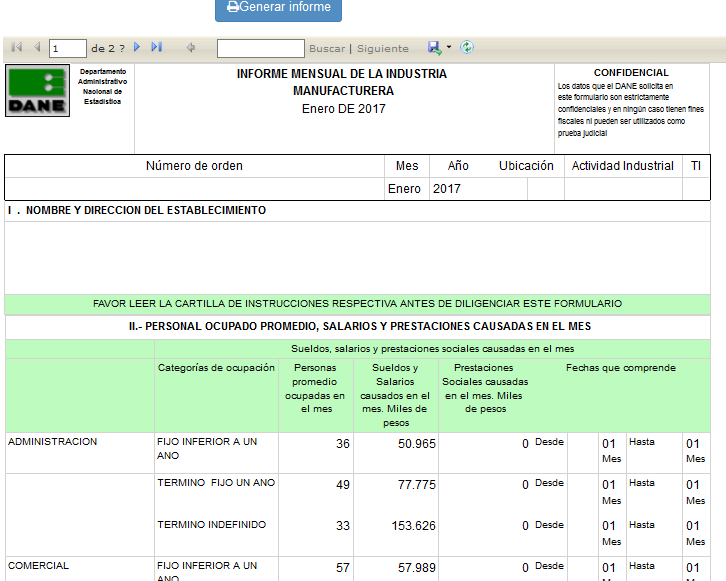 Generar informe
1 de 2 ? Buscar | Siguiente
DANE
Departamento
Administrativo
Nacional de
Estadística
INFORME MENSUAL DE LA INDUSTRIA
MANUFACTURERA
Enero DE 2017
CONFIDENCIAL
Los datos que el DANE solicita en
este formulario son estrictamente
confidenciales y en ningún caso tienen fines
fiscales ni pueden ser utilizados como
prueba judicial
Número de orden Mes Año Ubicación Actividad Industrial TI
Enero 2017
I . NOMBRE Y DIRECCION DEL ESTABLECIMIENTO
FAVOR LEER LA CARTILLA DE INSTRUCCIONES RESPECTIVA ANTES DE DILIGENCIAR ESTE FORMULARIO
II.- PERSONAL OCUPADO PROMEDIO, SALARIOS Y PRESTACIONES CAUSADAS EN EL MES
Sueldos, salarios y prestaciones sociales causadas en el mes
Categorías de ocupación
Personas
promedio
ocupadas en
el mes
Sueldos y
Salarios
causados en el
mes. Miles de
pesos
Prestaciones
Sociales causadas
en el mes. Miles
de pesos
Fechas que comprende
ADMINISTRACION FIJO INFERIOR A UN 36 50.965 0 Desde 01 Hasta 01
ANO Mes Mes
TERMINO FIJO UN ANO 49 77.775 0 Desde 01 Hasta 01
Mes Mes
TERMINO INDEFINIDO 33 153.626 0 Desde 01 Hasta 01
Mes Mes
COMERCIAL FIJO INFERIOR A UN 57 57.989 0 Desde 01 Hasta 01
ANO